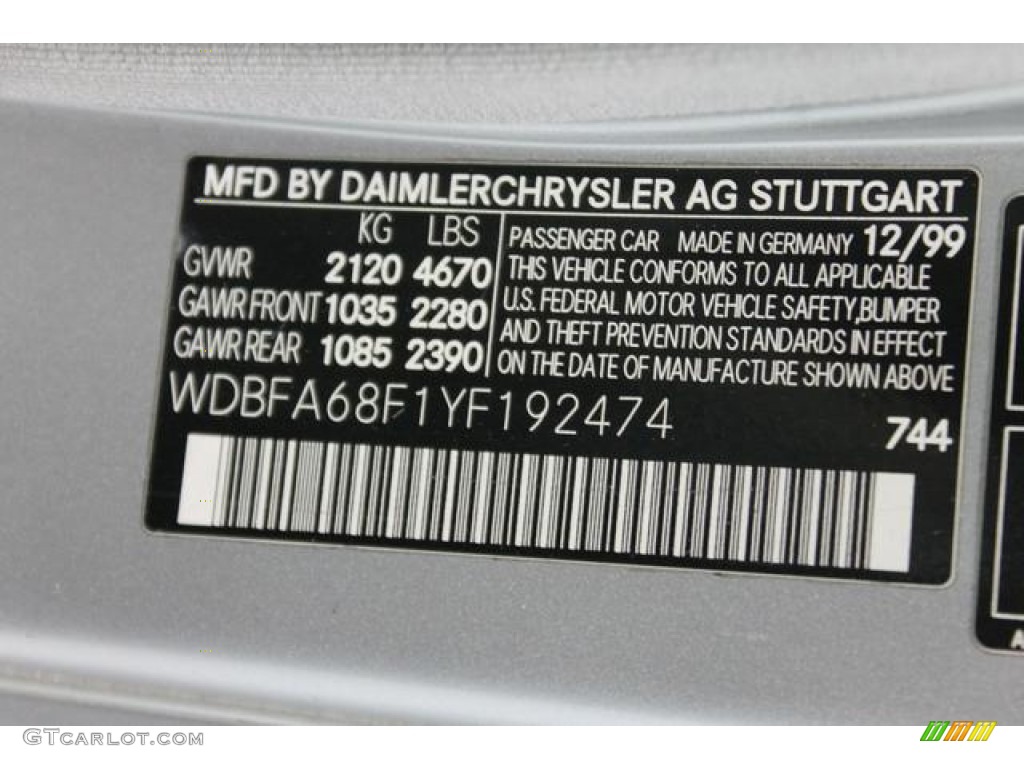 MFD BY DAIMLERCHRYSLER AG STUTTGART
KG LBS
GVWR 2120 4670
GAWR FRONT 1035 2280
GAWR REAR 1085 2390
PASSENGER CAR MADE IN GERMANY 12/99
THIS VEHICLE CONFORMS TO ALL APPLICABLE
U.S. FEDERAL MOTOR VEHICLE SAFETY, BUMPER
AND THEFT PREVENTION STANDARDS IN EFFECT
ON THE DATE OF MANUFACTURE SHOWN ABOVE
WDBFA68F1YF192474
744
GTCARLOT.COM